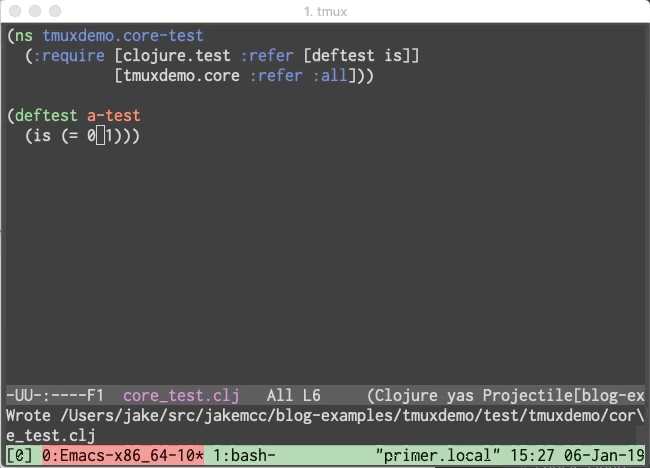 1. tmux
(ns tmuxdemo.core-test
(:require [clojure.test :refer [deftest is]]
[tmuxdemo.core :refer :all]))
(deftest a-test
(is (= 0 1)))
-UU-:----F1 core_test.clj All L6 (Clojure yas Projectile[blog-ex
Wrote /Users/jake/src/jakemcc/blog-examples/tmuxdemo/test/tmuxdemo/cor\
e_test.clj
[0] 0:Emacs-x86_64-10* 1:bash- "primer.local" 15:27 06-Jan-19